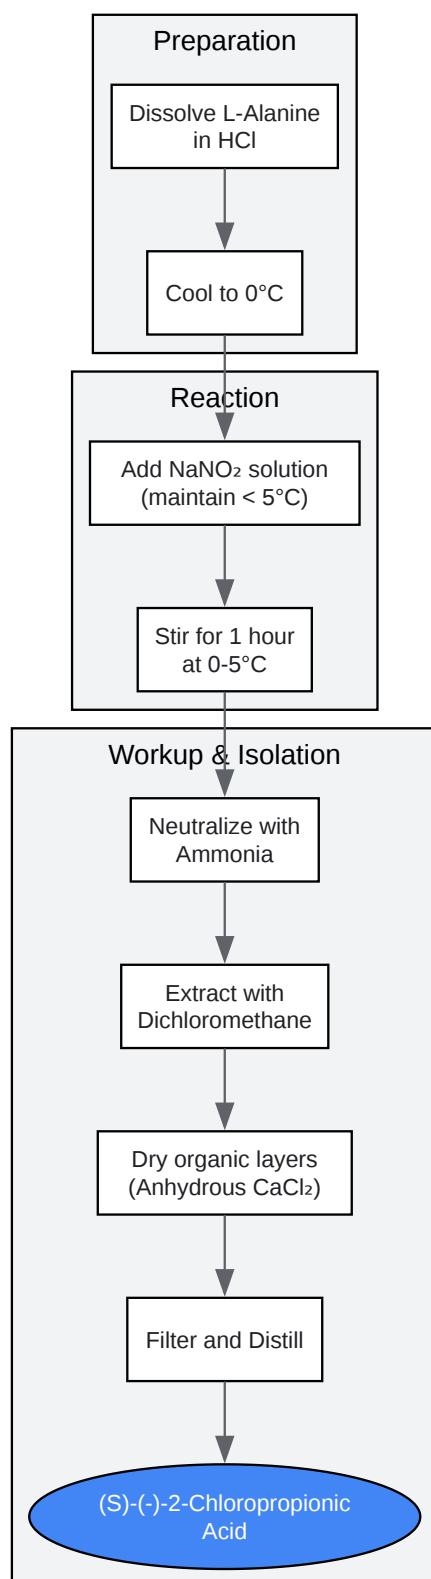 Preparation
Dissolve L-Alanine
in HCl
Cool to 0°C
Reaction
Add NaNO₂ solution
(maintain < 5°C)
Stir for 1 hour
at 0-5°C
Workup & Isolation
Neutralize with
Ammonia
Extract with
Dichloromethane
Dry organic layers
(Anhydrous CaCl₂)
Filter and Distill
(S)-(-)-2-Chloropropionic
Acid